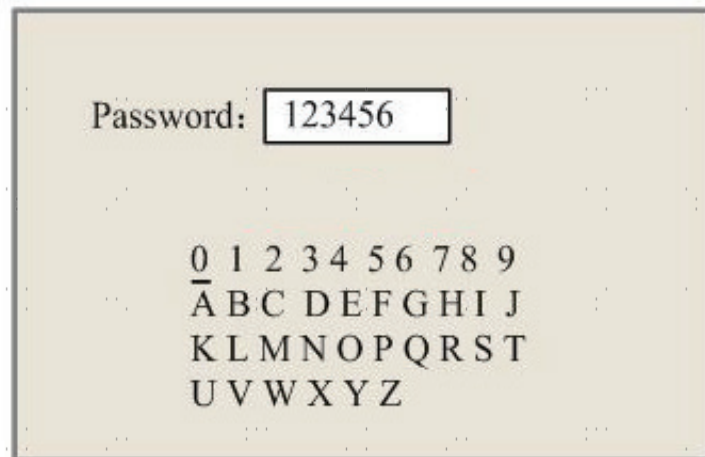 Password: 123456
0 1 2 3 4 5 6 7 8 9
A B C D E F G H I J
K L M N O P Q R S T
U V W X Y Z